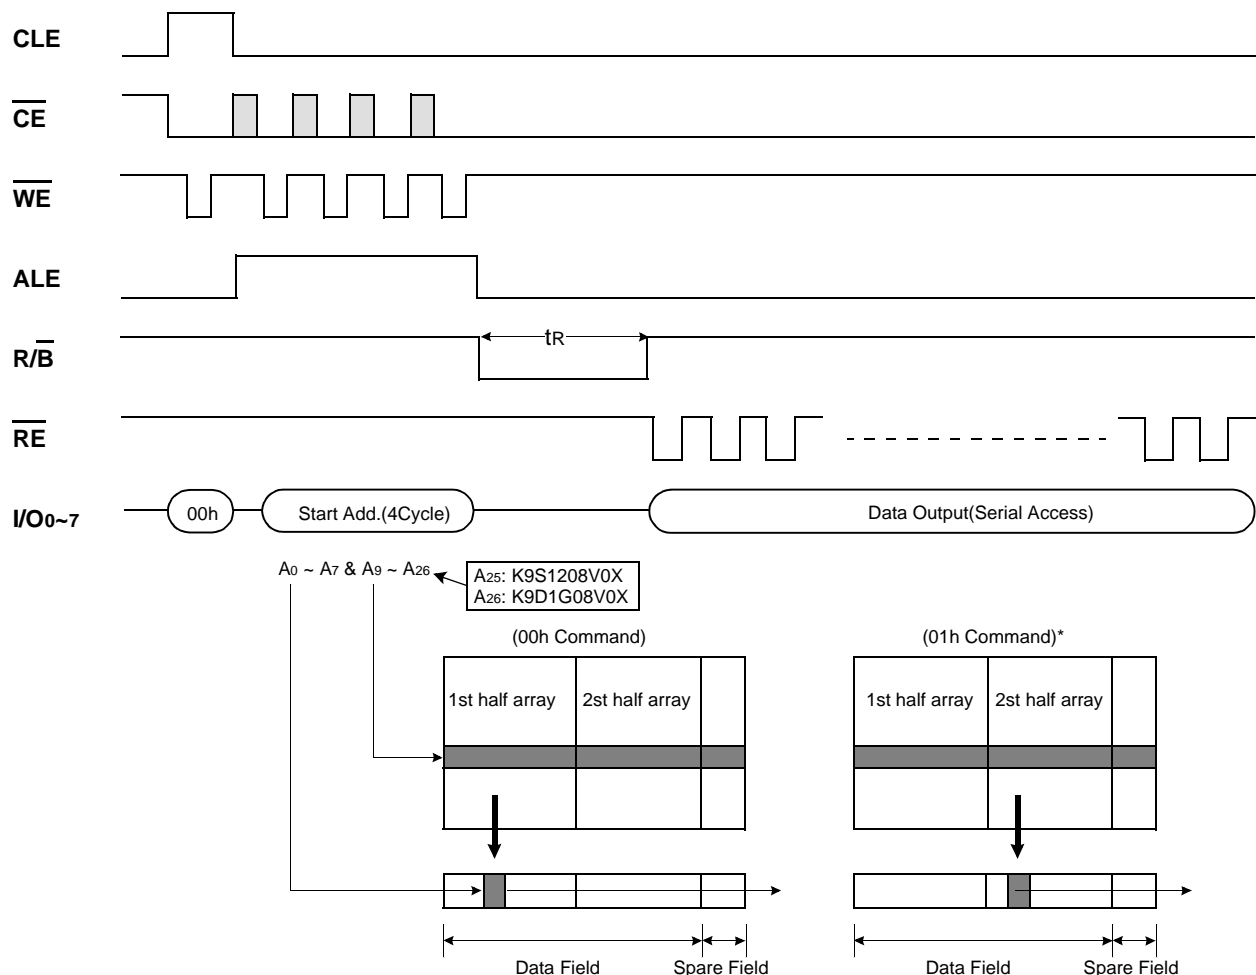 CLE
CE
WE
ALE
R/B
tR
RE
I/O0~7
00h
Start Add.(4Cycle)
Data Output(Serial Access)
A0 ~ A7 & A9 ~ A26
A25: K9S1208V0X
A26: K9D1G08V0X
(00h Command)
(01h Command)*
1st half array
2st half array
1st half array
2st half array
Data Field
Spare Field
Data Field
Spare Field